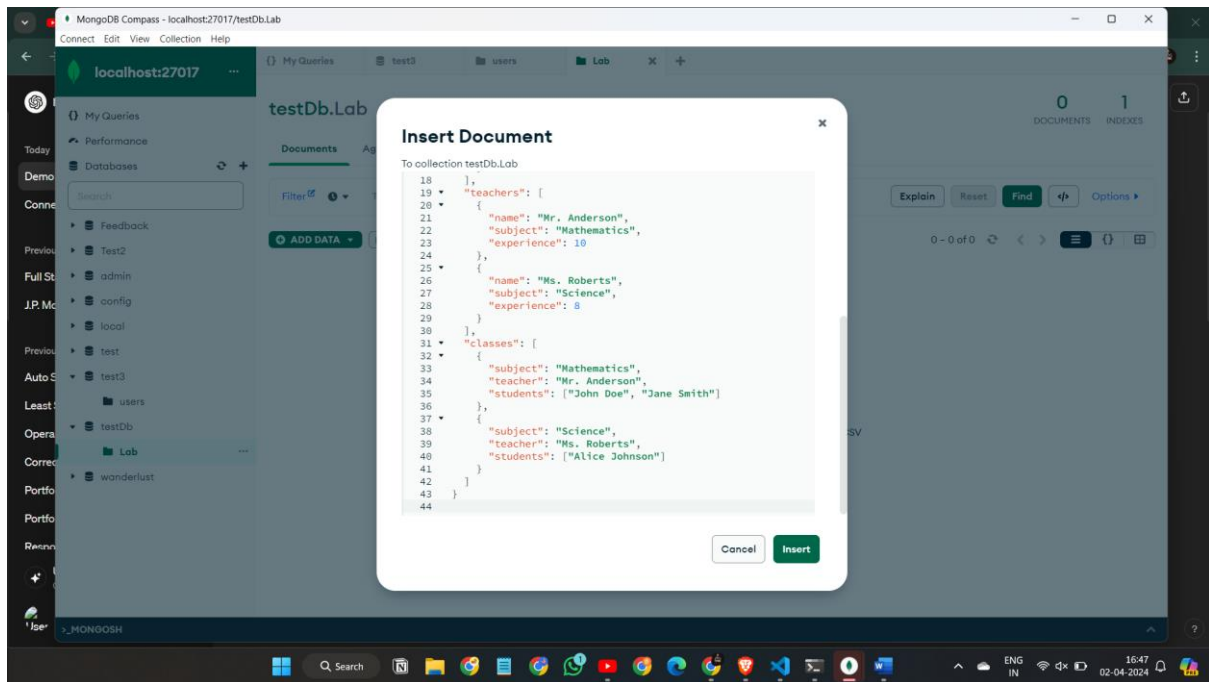 MongoDB Compass - localhost:27017/testDb.Lab
Connect Edit View Collection Help
localhost:27017 ...
{} My Queries
Performance
Databases
Search
Feedback
Test2
admin
config
local
test
test3
users
testDb
Lab
wanderlust
>_MONGOSH
Today
Demo
Conne
Previou
Full St
J.P. Mo
Previou
Auto S
Least
Opera
Correc
Portfo
Portfo
Respon
User
{} My Queries test3 users Lab
testDb.Lab
0 DOCUMENTS
1 INDEXES
Documents Ag
Filter
Explain Reset Find </> Options
ADD DATA
0 - 0 of 0
CSV
Insert Document
To collection testDb.Lab
18 ],
19 "teachers": [
20 {
21 "name": "Mr. Anderson",
22 "subject": "Mathematics",
23 "experience": 10
24 },
25 {
26 "name": "Ms. Roberts",
27 "subject": "Science",
28 "experience": 8
29 }
30 ],
31 "classes": [
32 {
33 "subject": "Mathematics",
34 "teacher": "Mr. Anderson",
35 "students": ["John Doe", "Jane Smith"]
36 },
37 {
38 "subject": "Science",
39 "teacher": "Ms. Roberts",
40 "students": ["Alice Johnson"]
41 }
42 ]
43 }
44
Cancel Insert
Search
ENG
IN
16:47
02-04-2024